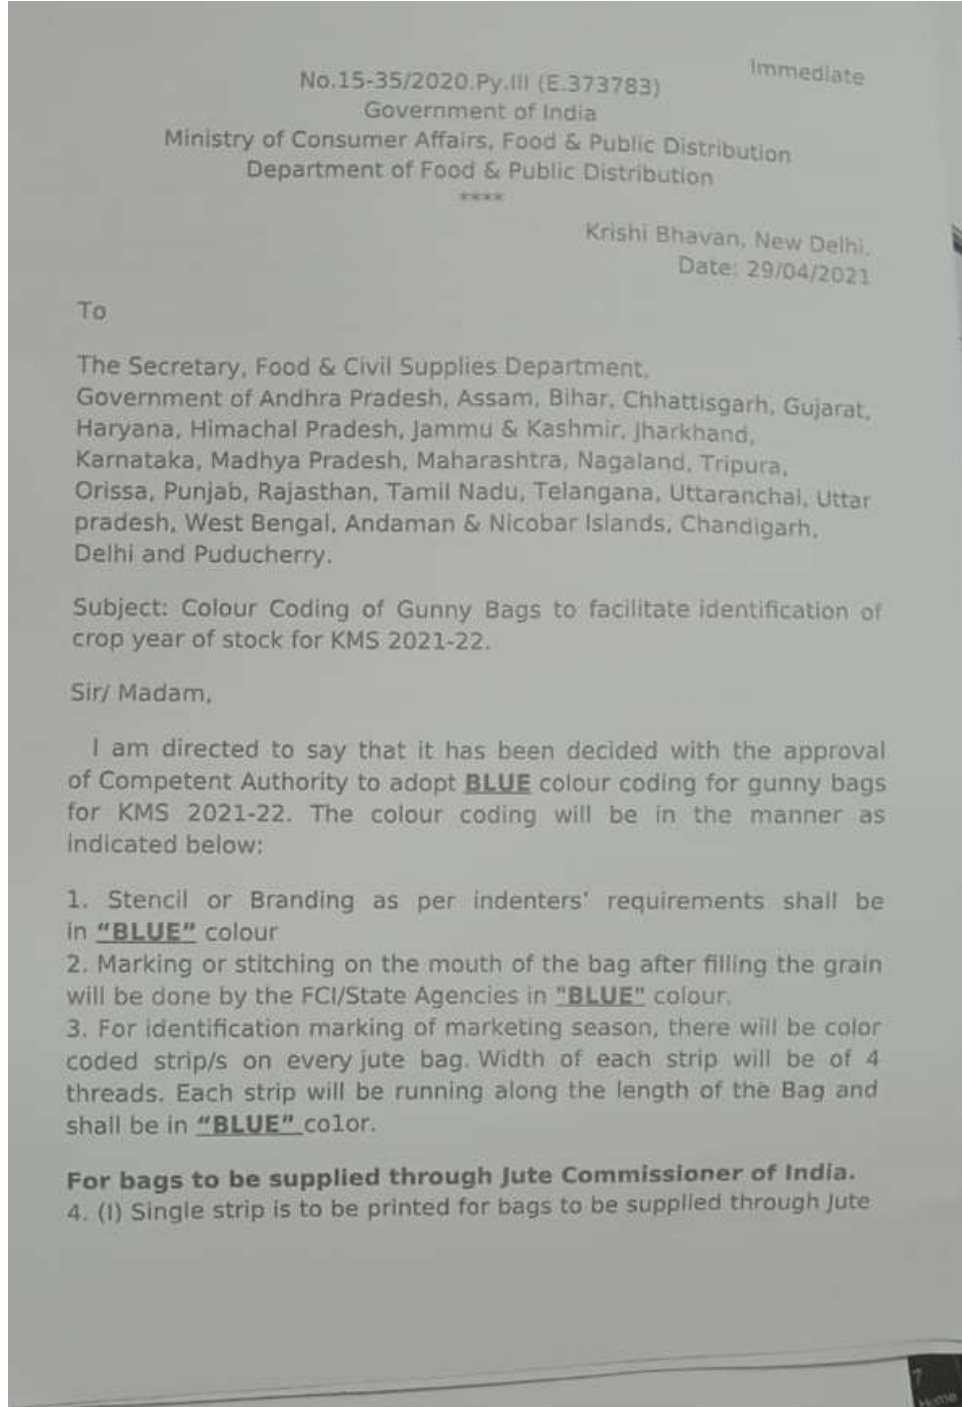 Immediate
No.15-35/2020.Py.III (E.373783)
Government of India
Ministry of Consumer Affairs, Food & Public Distribution
Department of Food & Public Distribution
****
Krishi Bhavan, New Delhi.
Date: 29/04/2021
To
The Secretary, Food & Civil Supplies Department,
Government of Andhra Pradesh, Assam, Bihar, Chhattisgarh, Gujarat,
Haryana, Himachal Pradesh, Jammu & Kashmir, Jharkhand,
Karnataka, Madhya Pradesh, Maharashtra, Nagaland, Tripura,
Orissa, Punjab, Rajasthan, Tamil Nadu, Telangana, Uttaranchal, Uttar
pradesh, West Bengal, Andaman & Nicobar Islands, Chandigarh,
Delhi and Puducherry.
Subject: Colour Coding of Gunny Bags to facilitate identification of
crop year of stock for KMS 2021-22.
Sir/ Madam,
I am directed to say that it has been decided with the approval
of Competent Authority to adopt BLUE colour coding for gunny bags
for KMS 2021-22. The colour coding will be in the manner as
indicated below:
1. Stencil or Branding as per indenters' requirements shall be
in “BLUE” colour
2. Marking or stitching on the mouth of the bag after filling the grain
will be done by the FCI/State Agencies in "BLUE" colour.
3. For identification marking of marketing season, there will be color
coded strip/s on every jute bag. Width of each strip will be of 4
threads. Each strip will be running along the length of the Bag and
shall be in “BLUE” color.
For bags to be supplied through Jute Commissioner of India.
4. (I) Single strip is to be printed for bags to be supplied through Jute
7
Home